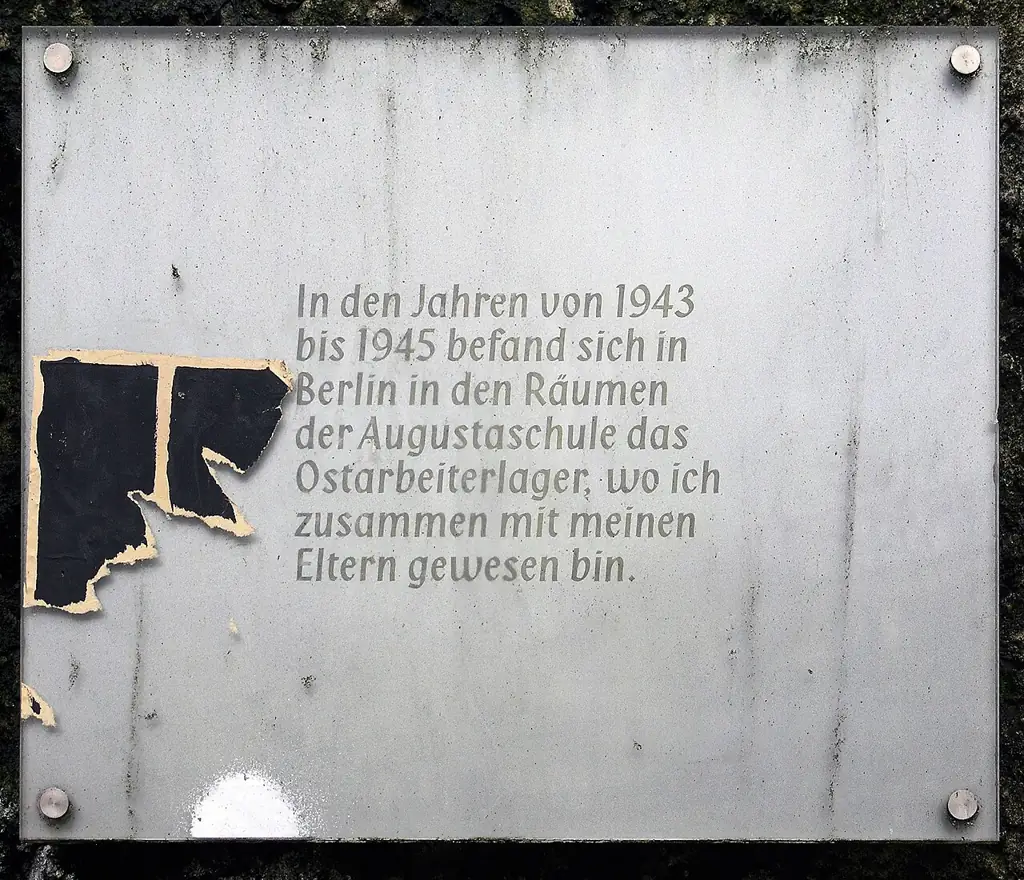 In den Jahren von 1943
bis 1945 befand sich in
Berlin in den Räumen
der Augustaschule das
Ostarbeiterlager, wo ich
zusammen mit meinen
Eltern gewesen bin.